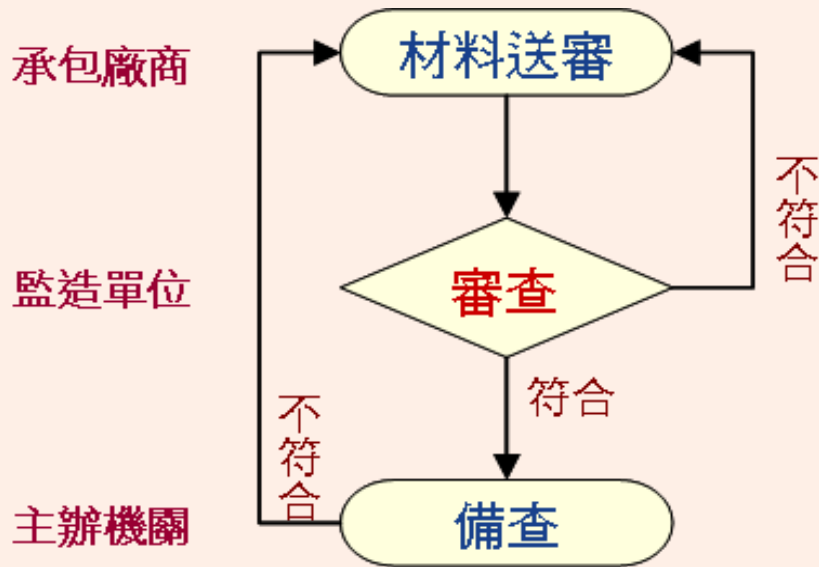 承包廠商
材料送審
不符合
監造單位
審查
符合
不符合
主辦機關
備查